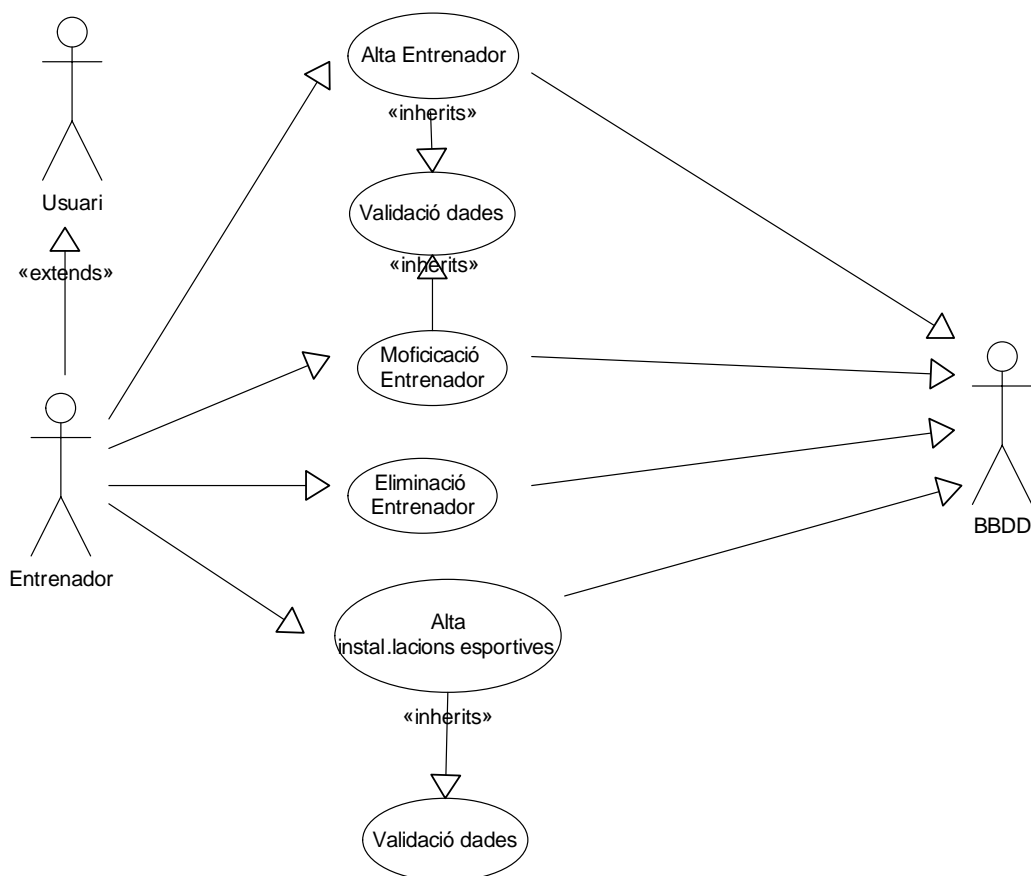 Alta Entrenador
«inherits»
Usuari
Validació dades
«extends»
«inherits»
Moficicació
Entrenador
Eliminació
Entrenador
BBDD
Entrenador
Alta
instal.lacions esportives
«inherits»
Validació dades